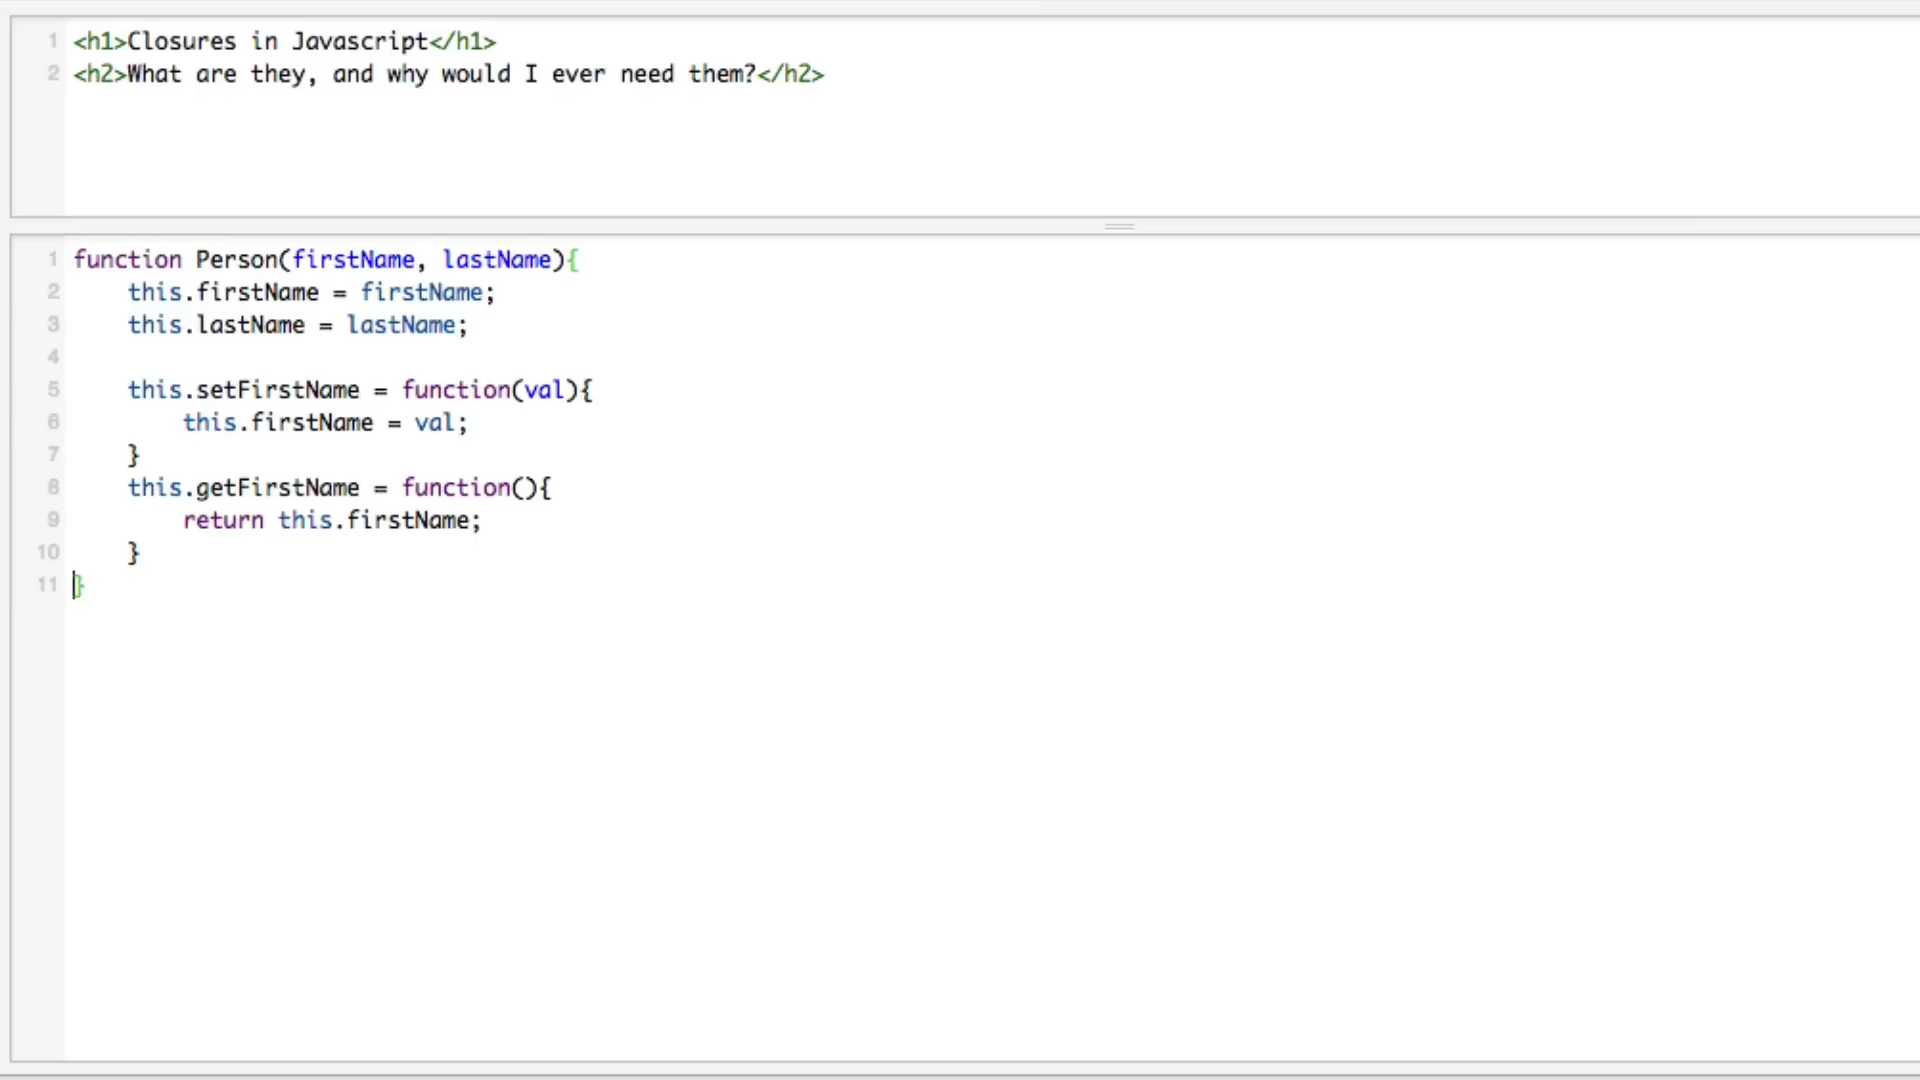 1 <h1>Closures in Javascript</h1>
2 <h2>What are they, and why would I ever need them?</h2>
1 function Person(firstName, lastName){
2     this.firstName = firstName;
3     this.lastName = lastName;
4
5     this.setFirstName = function(val){
6         this.firstName = val;
7     }
8     this.getFirstName = function(){
9         return this.firstName;
10     }
11 }